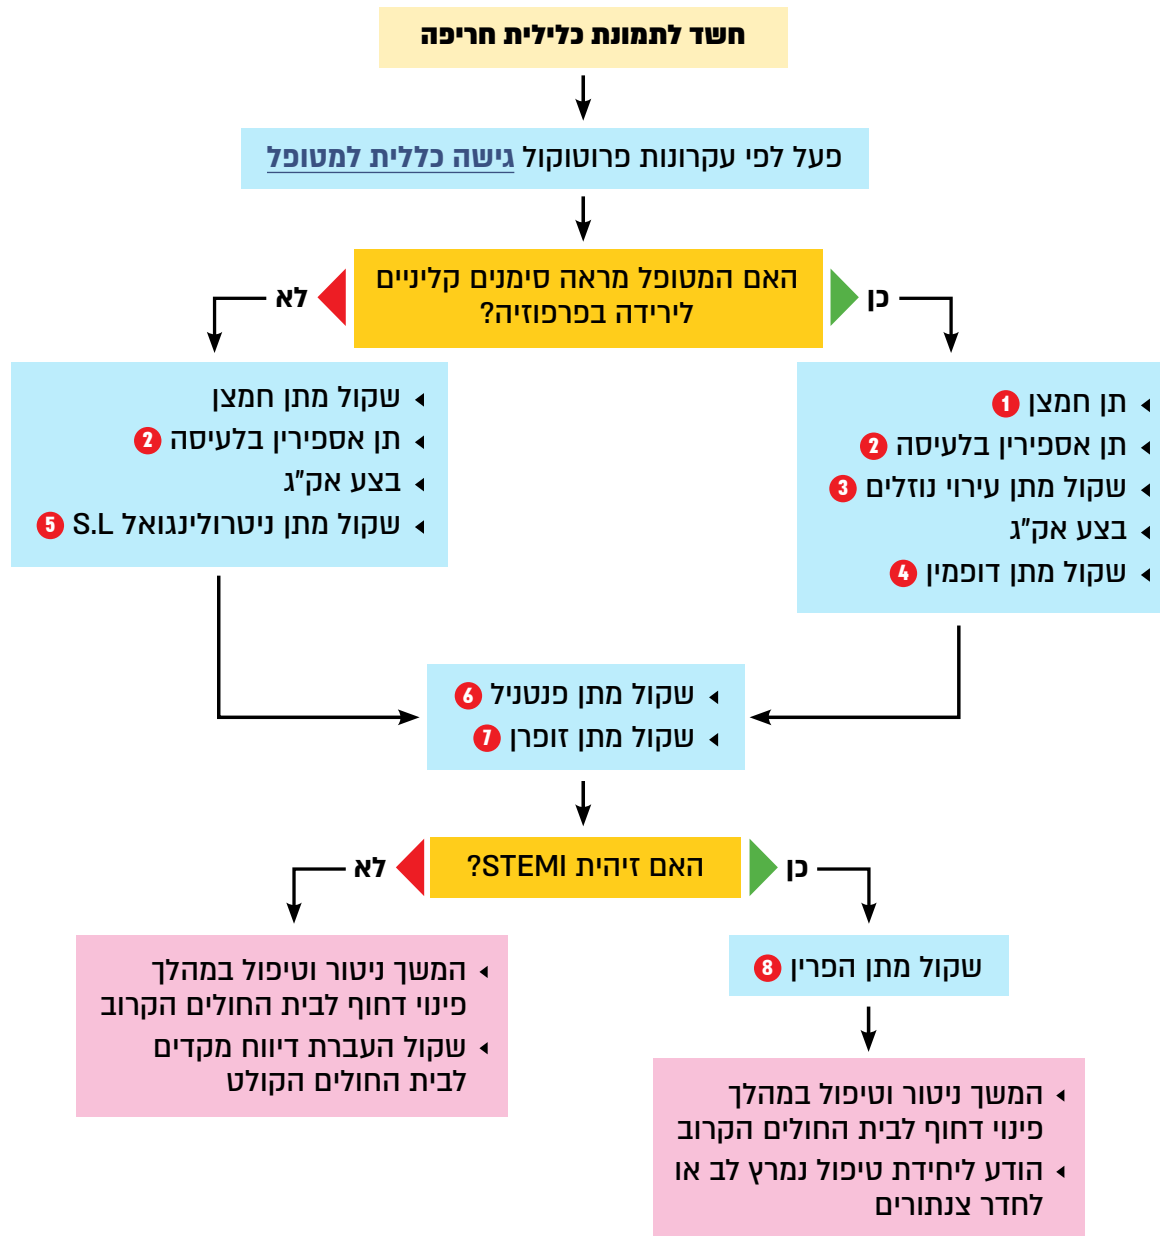 חשד לתמונת כלילית חריפה
פעל לפי עקרונות פרוטוקול גישה כללית למטופל
האם המטופל מראה סימנים קליניים
לירידה בפרפוזיה?
כן
לא
תן חמצן 1
תן אספירין בלעיסה 2
שקול מתן עירוי נוזלים 3
בצע אק"ג
שקול מתן דופמין 4
שקול מתן חמצן
תן אספירין בלעיסה 2
בצע אק"ג
שקול מתן ניטרולינגואל S.L 5
שקול מתן פנטניל 6
שקול מתן זופרן 7
האם זיהית STEMI?
כן
לא
שקול מתן הפרין 8
המשך ניטור וטיפול במהלך
פינוי דחוף לבית החולים הקרוב
הודע ליחידת טיפול נמרץ לב או
לחדר צנתורים
המשך ניטור וטיפול במהלך
פינוי דחוף לבית החולים הקרוב
שקול העברת דיווח מקדים
לבית החולים הקולט